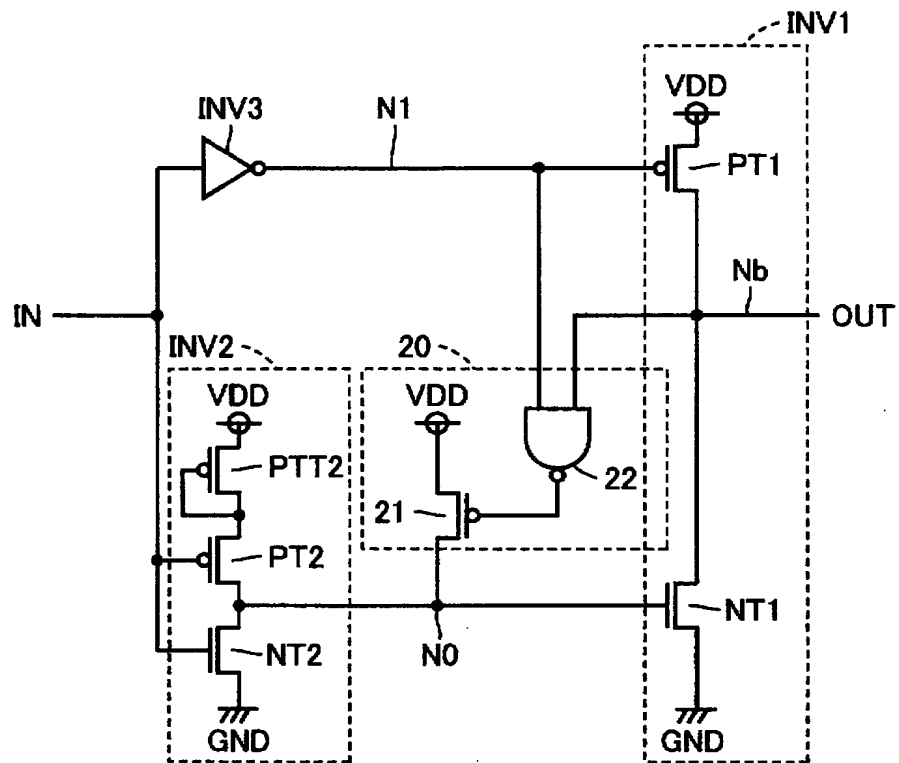 INV1
VDD
INV3
N1
PT1
Nb
IN
OUT
INV2
20
VDD
VDD
PTT2
22
21
PT2
NT1
NT2
N0
GND
GND